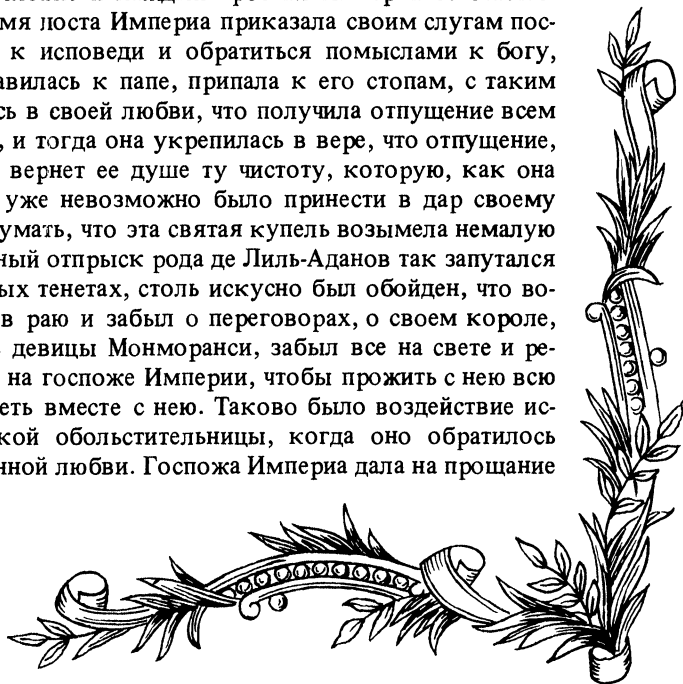 мя поста Империа приказала своим слугам пос-
к исповеди и обратиться помыслами к богу,
авилась к папе, припала к его стопам, с таким
сь в своей любви, что получила отпущение всем
, и тогда она укрепилась в вере, что отпущение,
вернет ее душе ту чистоту, которую, как она
уже невозможно было принести в дар своему
умать, что эта святая купель возымела немалую
ный отпрыск рода де Лиль-Аданов так запутался
ых тенетах, столь искусно был обойден, что во-
в раю и забыл о переговорах, о своем короле,
девицы Монморанси, забыл все на свете и ре-
на госпоже Империи, чтобы прожить с нею всю
еть вместе с нею. Таково было воздействие ис-
кой обольстительницы, когда оно обратилось
нной любви. Госпожа Империа дала на прощание